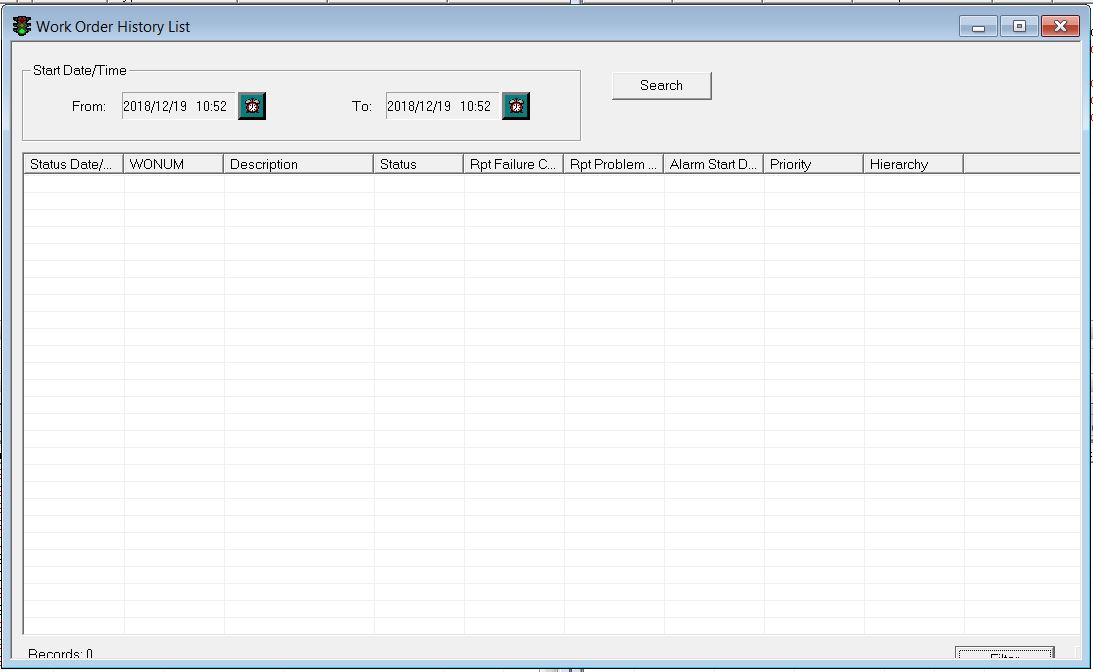 Work Order History List
Start Date/Time
From: 2018/12/19 10:52 To: 2018/12/19 10:52
Search
Status Date/... WONUM Description Status Rpt Failure C... Rpt Problem ... Alarm Start D... Priority Hierarchy
Records: 0
Filter